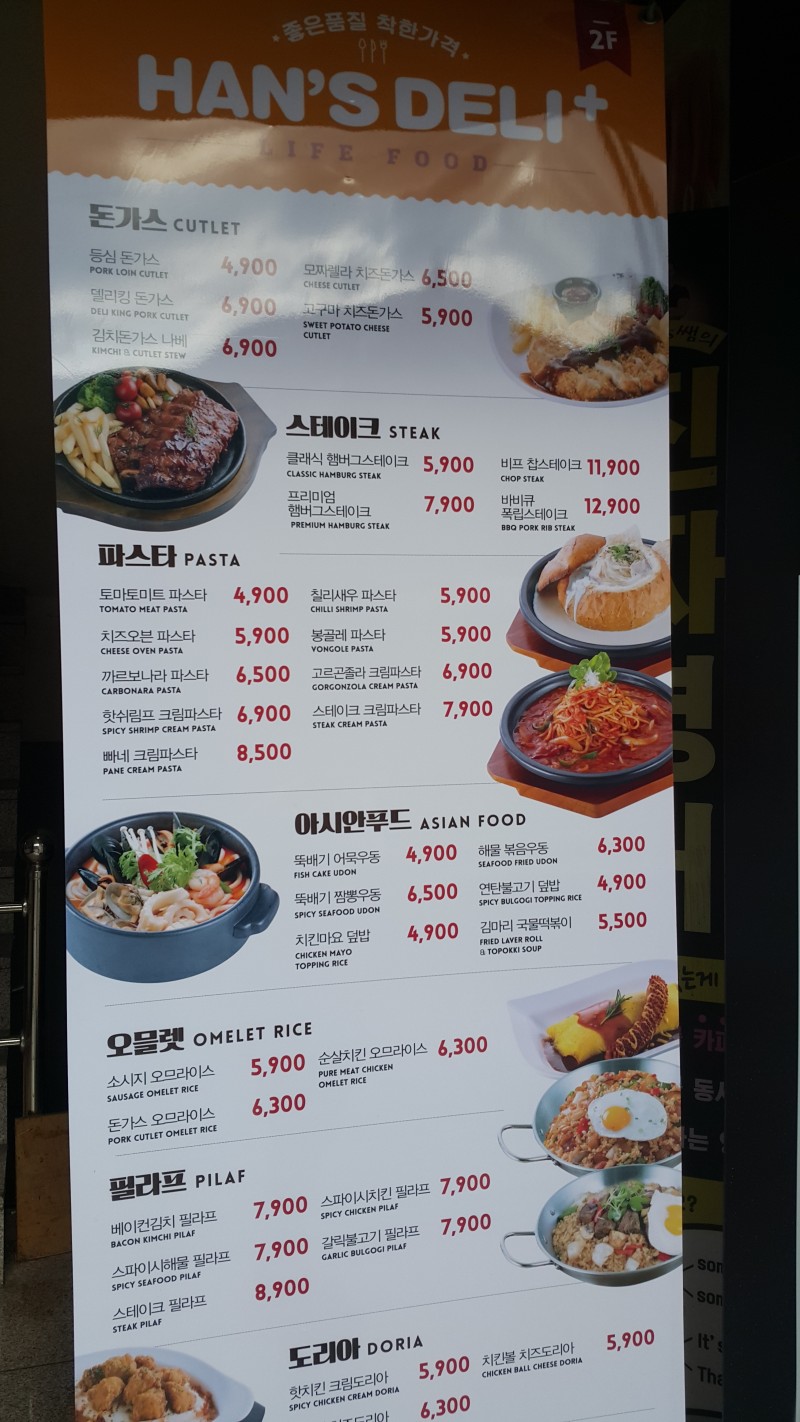 좋은품질 착한가격
2F
HAN'S DELI+
LIFE FOOD
돈가스 CUTLET
등심 돈가스 4,900
PORK LOIN CUTLET
델리킹 돈가스 6,900
DELI KING PORK CUTLET
김치돈가스 나베 6,900
KIMCHI & CUTLET STEW
모짜렐라 치즈돈가스 6,500
CHEESE CUTLET
고구마 치즈돈가스 5,900
SWEET POTATO CHEESE
CUTLET
스테이크 STEAK
클래식 햄버그스테이크 5,900
CLASSIC HAMBURG STEAK
프리미엄
햄버그스테이크 7,900
PREMIUM HAMBURG STEAK
비프 찹스테이크 11,900
CHOP STEAK
바비큐
폭립스테이크 12,900
BBQ PORK RIB STEAK
파스타 PASTA
토마토미트 파스타 4,900
TOMATO MEAT PASTA
치즈오븐 파스타 5,900
CHEESE OVEN PASTA
까르보나라 파스타 6,500
CARBONARA PASTA
핫쉬림프 크림파스타 6,900
SPICY SHRIMP CREAM PASTA
빠네 크림파스타 8,500
PANE CREAM PASTA
칠리새우 파스타 5,900
CHILLI SHRIMP PASTA
봉골레 파스타 5,900
VONGOLE PASTA
고르곤졸라 크림파스타 6,900
GORGONZOLA CREAM PASTA
스테이크 크림파스타 7,900
STEAK CREAM PASTA
아시안푸드 ASIAN FOOD
뚝배기 어묵우동 4,900
FISH CAKE UDON
뚝배기 짬뽕우동 6,500
SPICY SEAFOOD UDON
치킨마요 덮밥 4,900
CHICKEN MAYO
TOPPING RICE
해물 볶음우동 6,300
SEAFOOD FRIED UDON
연탄불고기 덮밥 4,900
SPICY BULGOGI TOPPING RICE
김마리 국물떡볶이 5,500
FRIED LAVER ROLL
& TOPOKKI SOUP
오믈렛 OMELET RICE
소시지 오므라이스 5,900
SAUSAGE OMELET RICE
돈가스 오므라이스 6,300
PORK CUTLET OMELET RICE
순살치킨 오므라이스 6,300
PURE MEAT CHICKEN
OMELET RICE
필라프 PILAF
베이컨김치 필라프 7,900
BACON KIMCHI PILAF
스파이시해물 필라프 7,900
SPICY SEAFOOD PILAF
스테이크 필라프 8,900
STEAK PILAF
스파이시치킨 필라프 7,900
SPICY CHICKEN PILAF
갈릭불고기 필라프 7,900
GARLIC BULGOGI PILAF
도리아 DORIA
핫치킨 크림도리아 5,900
SPICY CHICKEN CREAM DORIA
6,300
치킨볼 치즈도리아 5,900
CHICKEN BALL CHEESE DORIA
쌤의
는게
동시
som
som
It's
Tha